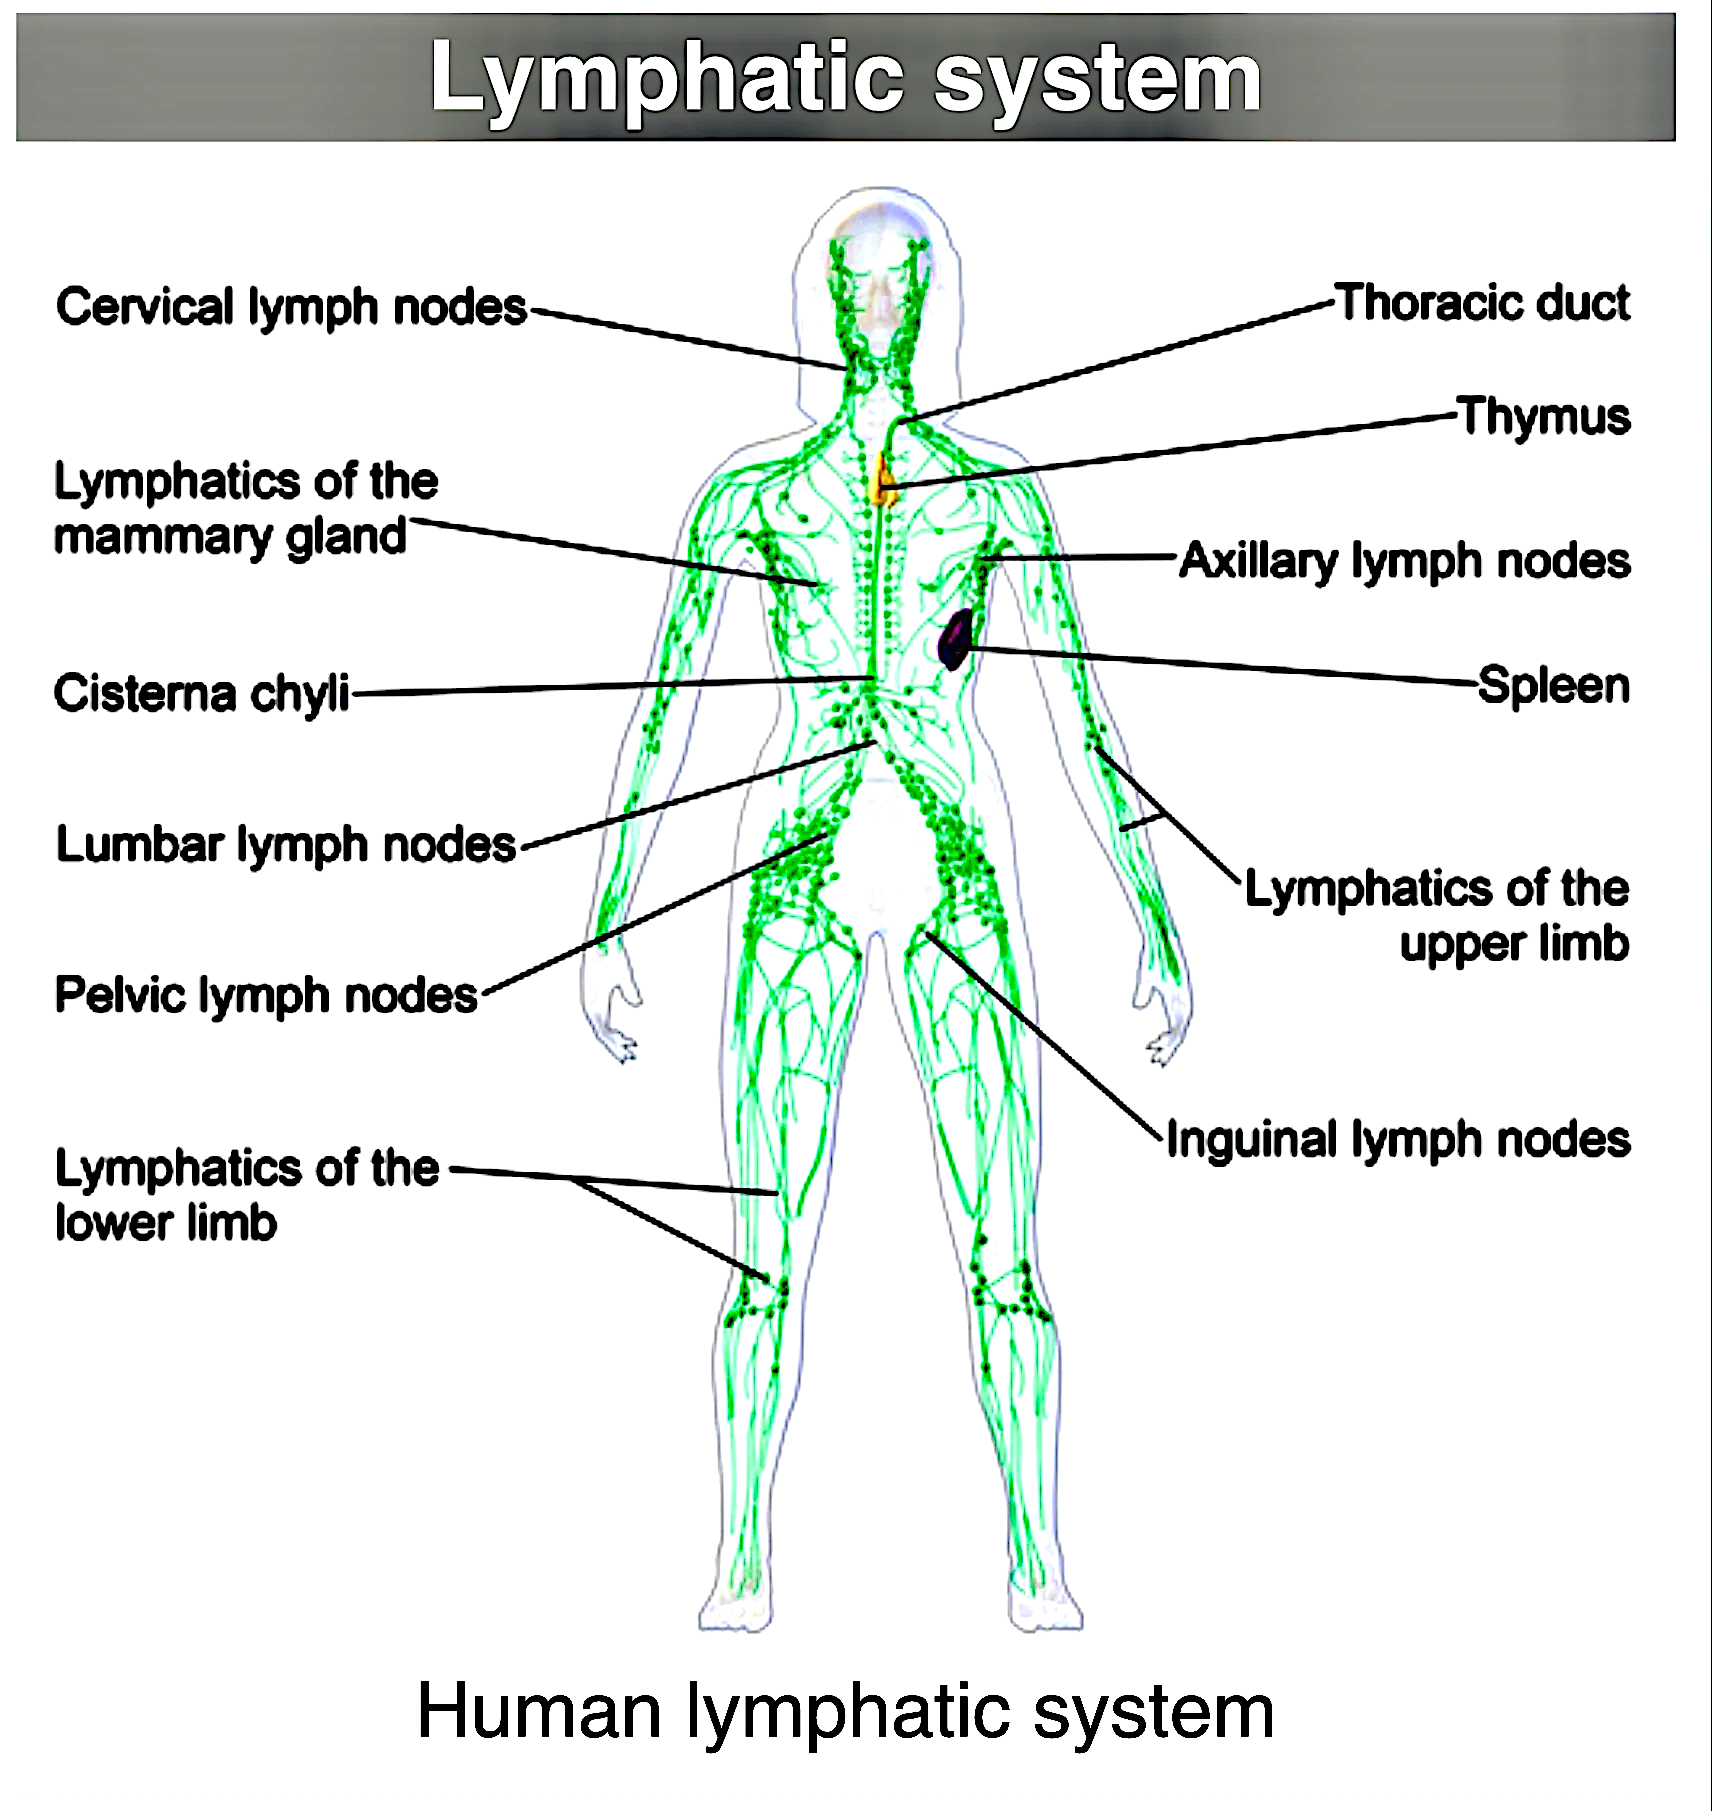 Lymphatic system
Cervical lymph nodes
Thoracic duct
Thymus
Lymphatics of the
mammary gland
Axillary lymph nodes
Cisterna chyli
Spleen
Lumbar lymph nodes
Lymphatics of the
upper limb
Pelvic lymph nodes
Inguinal lymph nodes
Lymphatics of the
lower limb
Human lymphatic system